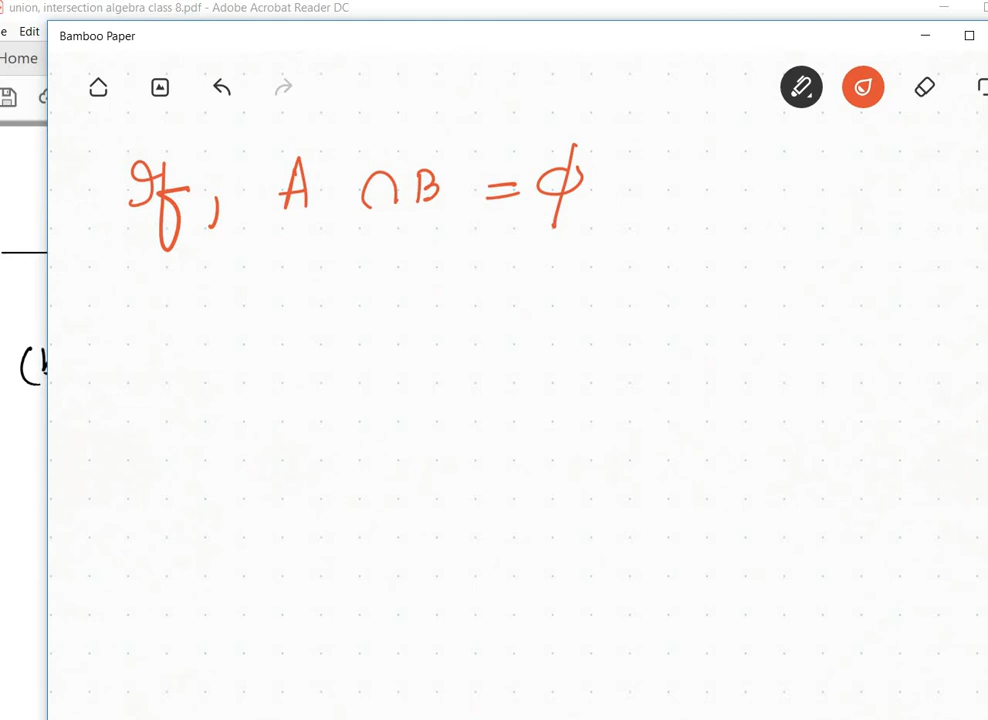 union, intersection algebra class 8.pdf - Adobe Acrobat Reader DC
e Edit
Home
Bamboo Paper
If, A ∩ B = ϕ
(